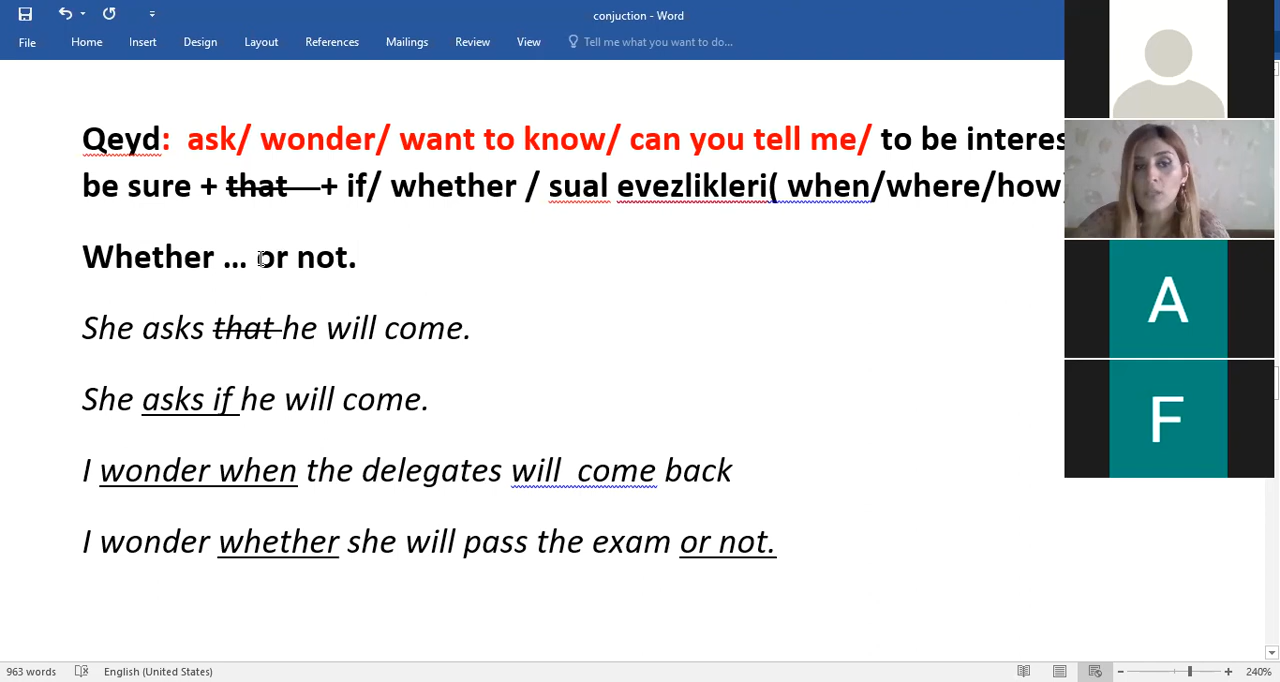 conjuction - Word
File Home Insert Design Layout References Mailings Review View Tell me what you want to do...
Qeyd: ask/ wonder/ want to know/ can you tell me/ to be
be sure + that + if/ whether / sual evezlikleri( when/where/how
Whether ... or not.
She asks that he will come.
She asks if he will come.
I wonder when the delegates will come back
I wonder whether she will pass the exam or not.
A
F
963 words English (United States) 240%